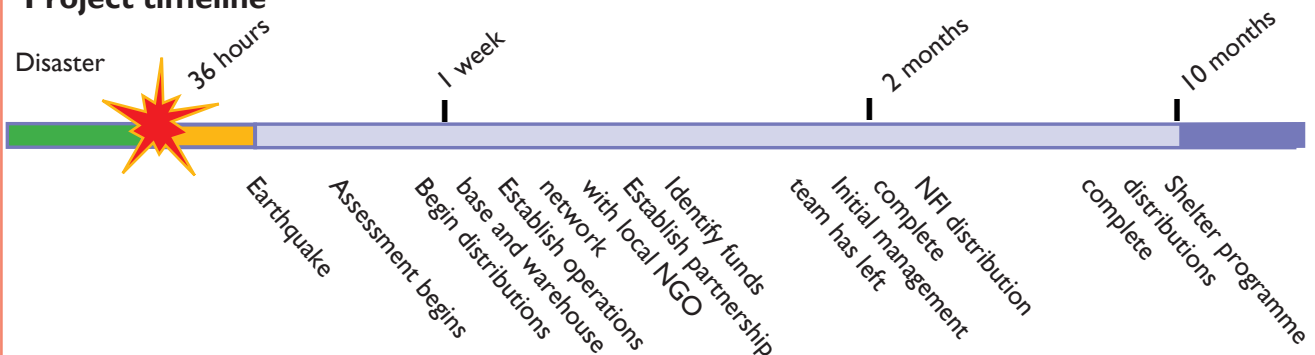 Project timeline
Disaster
36 hours
1 week
2 months
10 months
Earthquake
Assessment begins
Begin distributions
base and warehouse
Establish operations
network
with local NGO
Establish partnership
Identify funds
team has left
Initial management
complete
NFI distribution
complete
distributions
Shelter programme